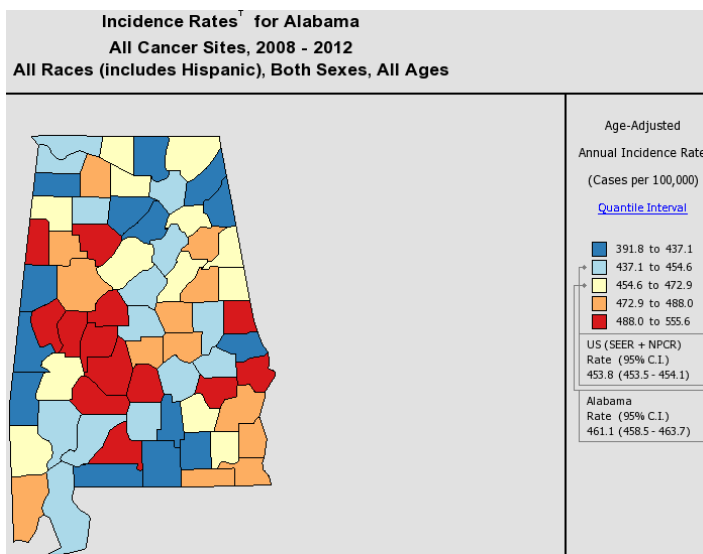 Incidence Rates† for Alabama
All Cancer Sites, 2008 - 2012
All Races (includes Hispanic), Both Sexes, All Ages
Age-Adjusted
Annual Incidence Rate
(Cases per 100,000)
Quantile Interval
391.8 to 437.1
437.1 to 454.6
454.6 to 472.9
472.9 to 488.0
488.0 to 555.6
US (SEER + NPCR)
Rate (95% C.I.)
453.8 (453.5 - 454.1)
Alabama
Rate (95% C.I.)
461.1 (458.5 - 463.7)